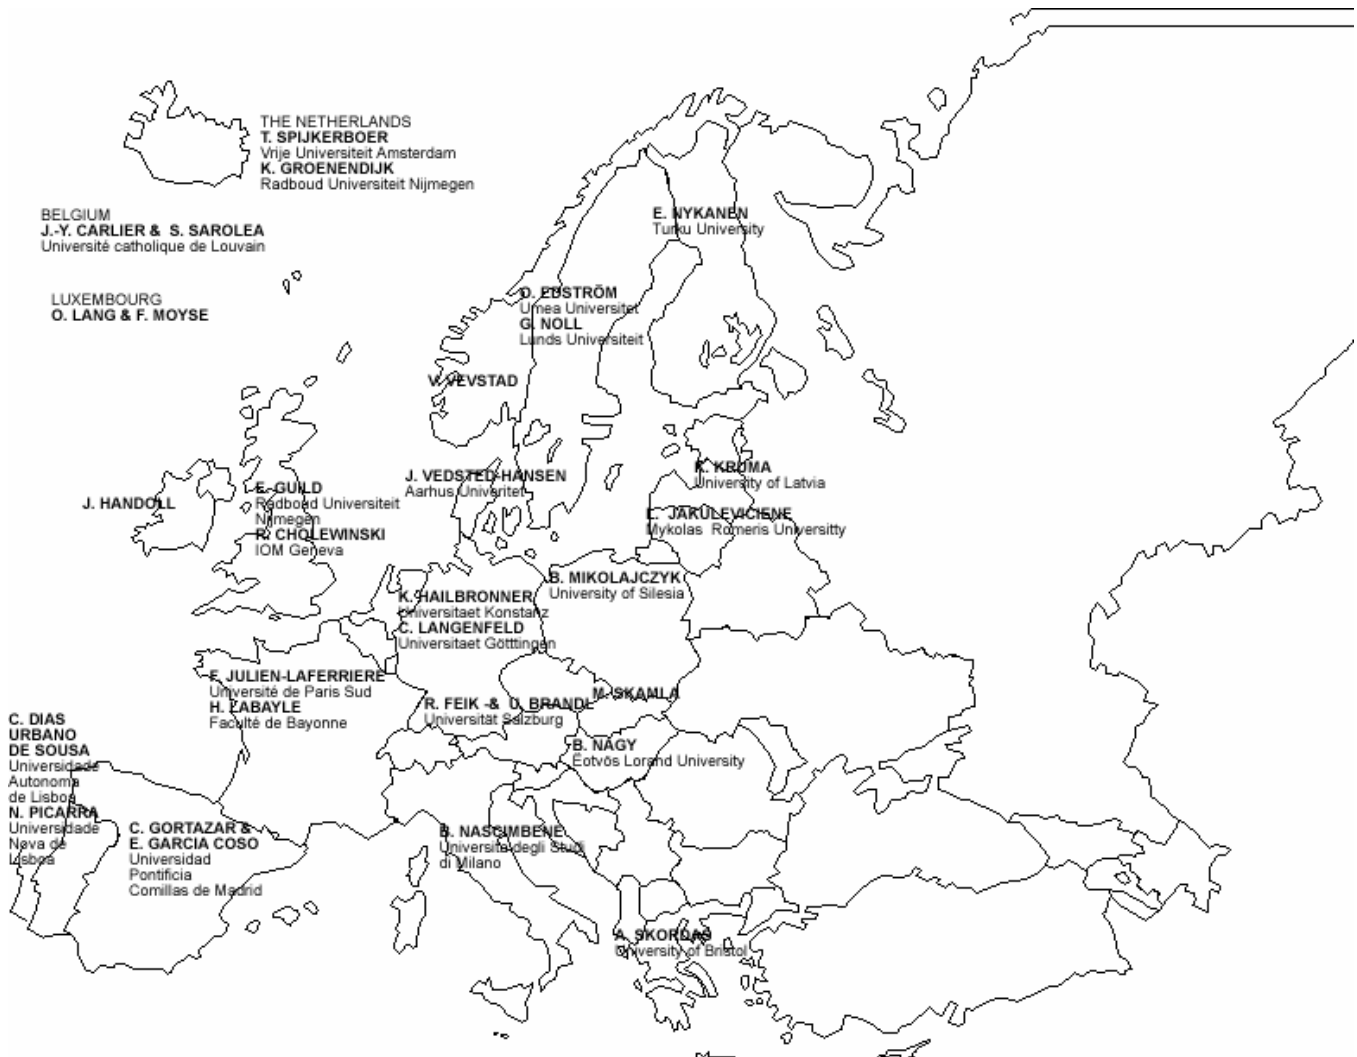 THE NETHERLANDS
T. SPIJKERBOER
Vrije Universiteit Amsterdam
K. GROENENDIJK
Radboud Universiteit Nijmegen
BELGIUM
J.-Y. CARLIER & S. SAROLEA
Université catholique de Louvain
LUXEMBOURG
O. LANG & F. MOYSE
E. NYKANEN
Turku University
O. EDSTRÖM
Umea Universitet
G. NOLL
Lunds Universiteit
V. VEVSTAD
J. VEDSTED-HANSEN
Aarhus Univeritet
J. HANDOLL
E. GUILD
Radboud Universiteit
Nijmegen
R. CHOLEWINSKI
IOM Geneva
K. KRUMA
University of Latvia
L. JAKULEVICIENE
Mykolas Romeris Universitty
B. MIKOLAJCZYK
University of Silesia
K. HAILBRONNER
Universitaet Konstanz
C. LANGENFELD
Universitaet Götttingen
F. JULIEN-LAFERRIERE
Université de Paris Sud
H. LABAYLE
Faculté de Bayonne
R. FEIK -& U. BRANDL
Universität Salzburg
M. SKAMLA
B. NAGY
Eotvös Lorand University
C. DIAS
URBANO
DE SOUSA
Universidade
Autonoma
de Lisboa
N. PICARRA
Universidade
Nova de
Lisboa
C. GORTAZAR &
E. GARCIA COSO
Universidad
Pontificia
Comillas de Madrid
B. NASCIMBENE
Universita degli Studi
di Milano
A. SKORDAS
University of Bristol